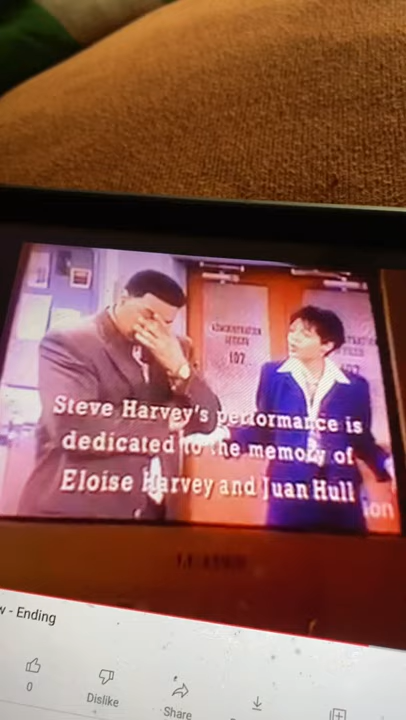 ADMINISTRATION
OFFICES
107
Steve Harvey's performance is
dedicated to the memory of
Eloise Harvey and Juan Hull
ion
w - Ending
0
Dislike
Share